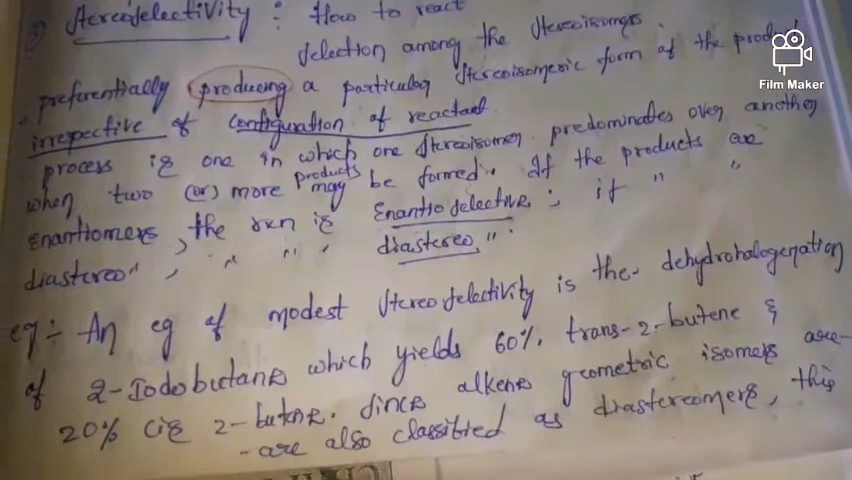 3) Stereoselectivity : How to react
selection among the stereoisomers
preferentially producing a particular stereoisomeric form of the product
irrespective of configuration of reactant
process is one in which one stereoisomer predominates over another
when two (or) more products may be formed. If the products are
Enantiomers, the rxn is Enantioselective ; if " "
diastereo" , " " , diastereo " .
eg :- An eg of modest stereoselectivity is the dehydrohalogenation
of 2-Iodobutane which yields 60% trans-2-butene &
20% cis 2-butene. Since alkene geometric isomers are
-are also classified as diastereomers, this
Film Maker